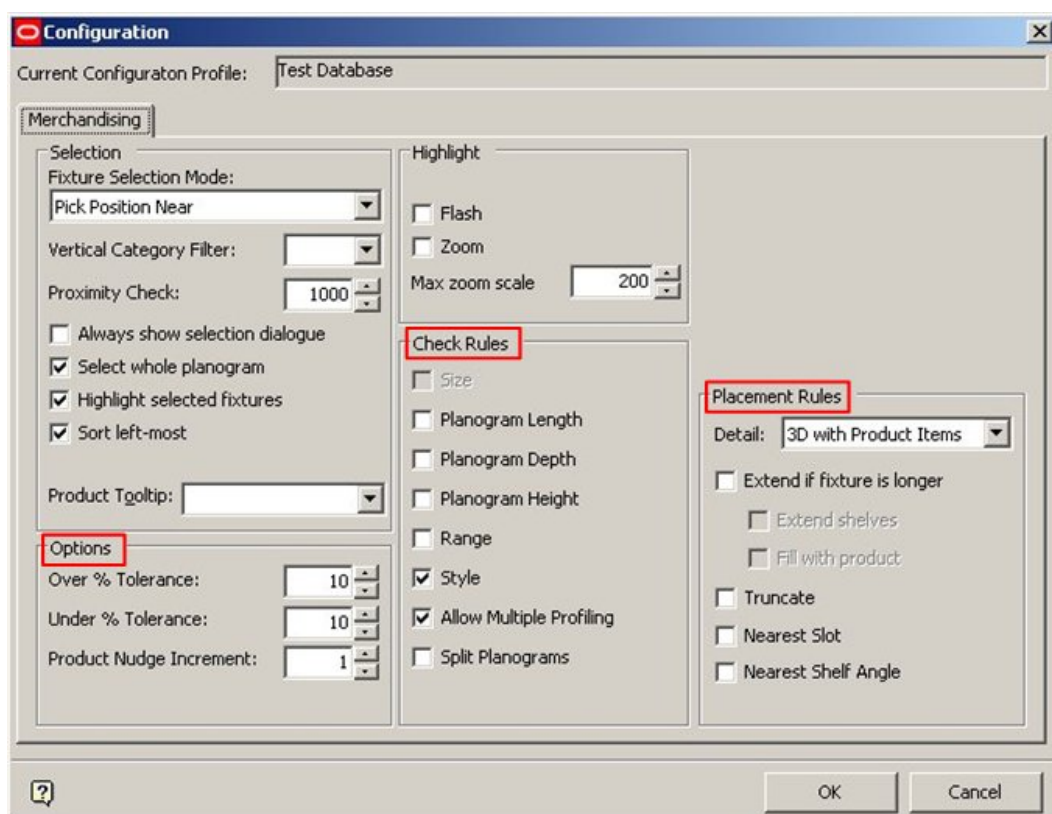 Configuration
Current Configuraton Profile: Test Database
Merchandising
Selection
Fixture Selection Mode:
Pick Position Near
Vertical Category Filter:
Proximity Check: 1000
Always show selection dialogue
Select whole planogram
Highlight selected fixtures
Sort left-most
Product Tooltip:
Options
Over % Tolerance: 10
Under % Tolerance: 10
Product Nudge Increment: 1
Highlight
Flash
Zoom
Max zoom scale 200
Check Rules
Size
Planogram Length
Planogram Depth
Planogram Height
Range
Style
Allow Multiple Profiling
Split Planograms
Placement Rules
Detail: 3D with Product Items
Extend if fixture is longer
Extend shelves
Fill with product
Truncate
Nearest Slot
Nearest Shelf Angle
OK Cancel